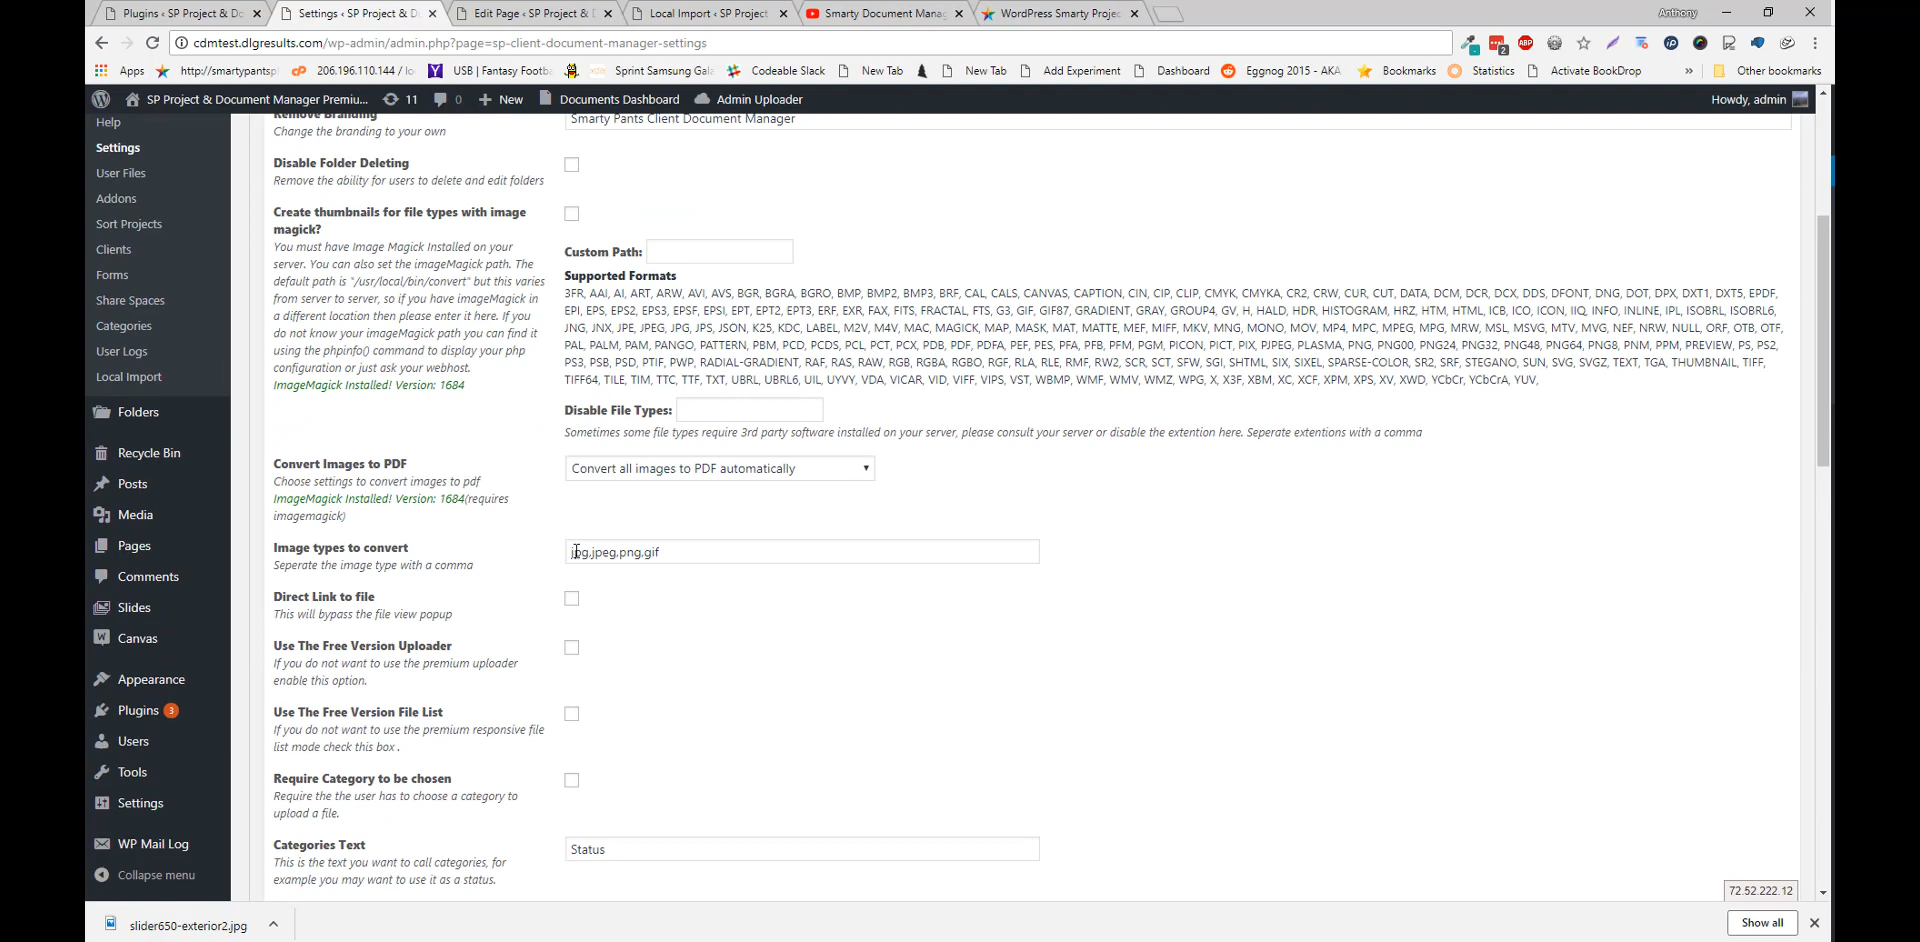 Plugins ‹ SP Project & Do
Settings ‹ SP Project & D
Edit Page ‹ SP Project & D
Local Import ‹ SP Project
Smarty Document Mana
WordPress Smarty Projec
Anthony
cdmtest.dlgresults.com/wp-admin/admin.php?page=sp-client-document-manager-settings
Apps
http://smartypantsp
206.196.110.144 / lo
USB | Fantasy Footba
Sprint Samsung Gala
Codeable Slack
New Tab
New Tab
Add Experiment
Dashboard
Eggnog 2015 - AKA
Bookmarks
Statistics
Activate BookDrop
»
Other bookmarks
SP Project & Document Manager Premiu...
11
0
New
Documents Dashboard
Admin Uploader
Howdy, admin
Help
Settings
User Files
Addons
Sort Projects
Clients
Forms
Share Spaces
Categories
User Logs
Local Import
Folders
Recycle Bin
Posts
Media
Pages
Comments
Slides
Canvas
Appearance
Plugins 3
Users
Tools
Settings
WP Mail Log
Collapse menu
Remove Branding
Change the branding to your own
Smarty Pants Client Document Manager
Disable Folder Deleting
Remove the ability for users to delete and edit folders
Create thumbnails for file types with image
magick?
You must have Image Magick Installed on your
server. You can also set the imageMagick path. The
default path is "/usr/local/bin/convert" but this varies
from server to server, so if you have imageMagick in
a different location then please enter it here. If you
do not know your imageMagick path you can find it
using the phpinfo() command to display your php
configuration or just ask your webhost.
ImageMagick Installed! Version: 1684
Custom Path:
Supported Formats
3FR, AAI, AI, ART, ARW, AVI, AVS, BGR, BGRA, BGRO, BMP, BMP2, BMP3, BRF, CAL, CALS, CANVAS, CAPTION, CIN, CIP, CLIP, CMYK, CMYKA, CR2, CRW, CUR, CUT, DATA, DCM, DCR, DCX, DDS, DFONT, DNG, DOT, DPX, DXT1, DXT5, EPDF,
EPI, EPS, EPS2, EPS3, EPSF, EPSI, EPT, EPT2, EPT3, ERF, EXR, FAX, FITS, FRACTAL, FTS, G3, GIF, GIF87, GRADIENT, GRAY, GROUP4, GV, H, HALD, HDR, HISTOGRAM, HRZ, HTM, HTML, ICB, ICO, ICON, IIQ, INFO, INLINE, IPL, ISOBRL, ISOBRL6,
JNG, JNX, JPE, JPEG, JPG, JPS, JSON, K25, KDC, LABEL, M2V, M4V, MAC, MAGICK, MAP, MASK, MAT, MATTE, MEF, MIFF, MKV, MNG, MONO, MOV, MP4, MPC, MPEG, MPG, MRW, MSL, MSVG, MTV, MVG, NEF, NRW, NULL, ORF, OTB, OTF,
PAL, PALM, PAM, PANGO, PATTERN, PBM, PCD, PCDS, PCL, PCT, PCX, PDB, PDF, PDFA, PEF, PES, PFA, PFB, PFM, PGM, PICON, PICT, PIX, PJPEG, PLASMA, PNG, PNG00, PNG24, PNG32, PNG48, PNG64, PNG8, PNM, PPM, PREVIEW, PS, PS2,
PS3, PSB, PSD, PTIF, PWP, RADIAL-GRADIENT, RAF, RAS, RAW, RGB, RGBA, RGBO, RGF, RLA, RLE, RMF, RW2, SCR, SCT, SFW, SGI, SHTML, SIX, SIXEL, SPARSE-COLOR, SR2, SRF, STEGANO, SUN, SVG, SVGZ, TEXT, TGA, THUMBNAIL, TIFF,
TIFF64, TILE, TIM, TTC, TTF, TXT, UBRL, UBRL6, UIL, UYVY, VDA, VICAR, VID, VIFF, VIPS, VST, WBMP, WMF, WMV, WMZ, WPG, X, X3F, XBM, XC, XCF, XPM, XPS, XV, XWD, YCbCr, YCbCrA, YUV,
Disable File Types:
Sometimes some file types require 3rd party software installed on your server, please consult your server or disable the extention here. Seperate extentions with a comma
Convert Images to PDF
Choose settings to convert images to pdf
ImageMagick Installed! Version: 1684(requires
imagemagick)
Convert all images to PDF automatically
Image types to convert
Seperate the image type with a comma
jpg,jpeg,png,gif
Direct Link to file
This will bypass the file view popup
Use The Free Version Uploader
If you do not want to use the premium uploader
enable this option.
Use The Free Version File List
If you do not want to use the premium responsive file
list mode check this box .
Require Category to be chosen
Require the the user has to choose a category to
upload a file.
Categories Text
This is the text you want to call categories, for
example you may want to use it as a status.
Status
72.52.222.12
slider650-exterior2.jpg
Show all